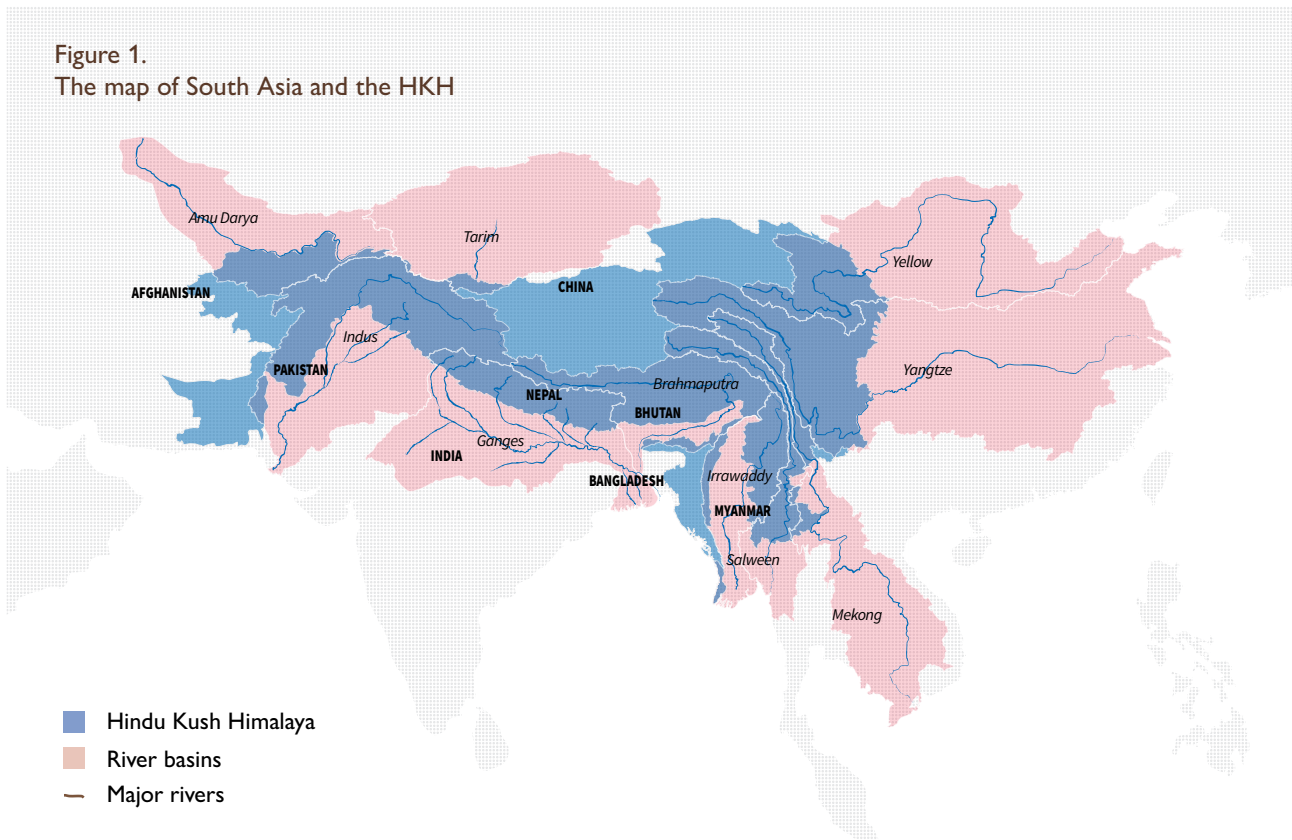 Figure 1.
The map of South Asia and the HKH
Amu Darya
Tarim
Yellow
CHINA
AFGHANISTAN
Indus
PAKISTAN
Yangtze
Brahmaputra
NEPAL
BHUTAN
Ganges
INDIA
BANGLADESH
Irrawaddy
MYANMAR
Salween
Mekong
Hindu Kush Himalaya
River basins
Major rivers